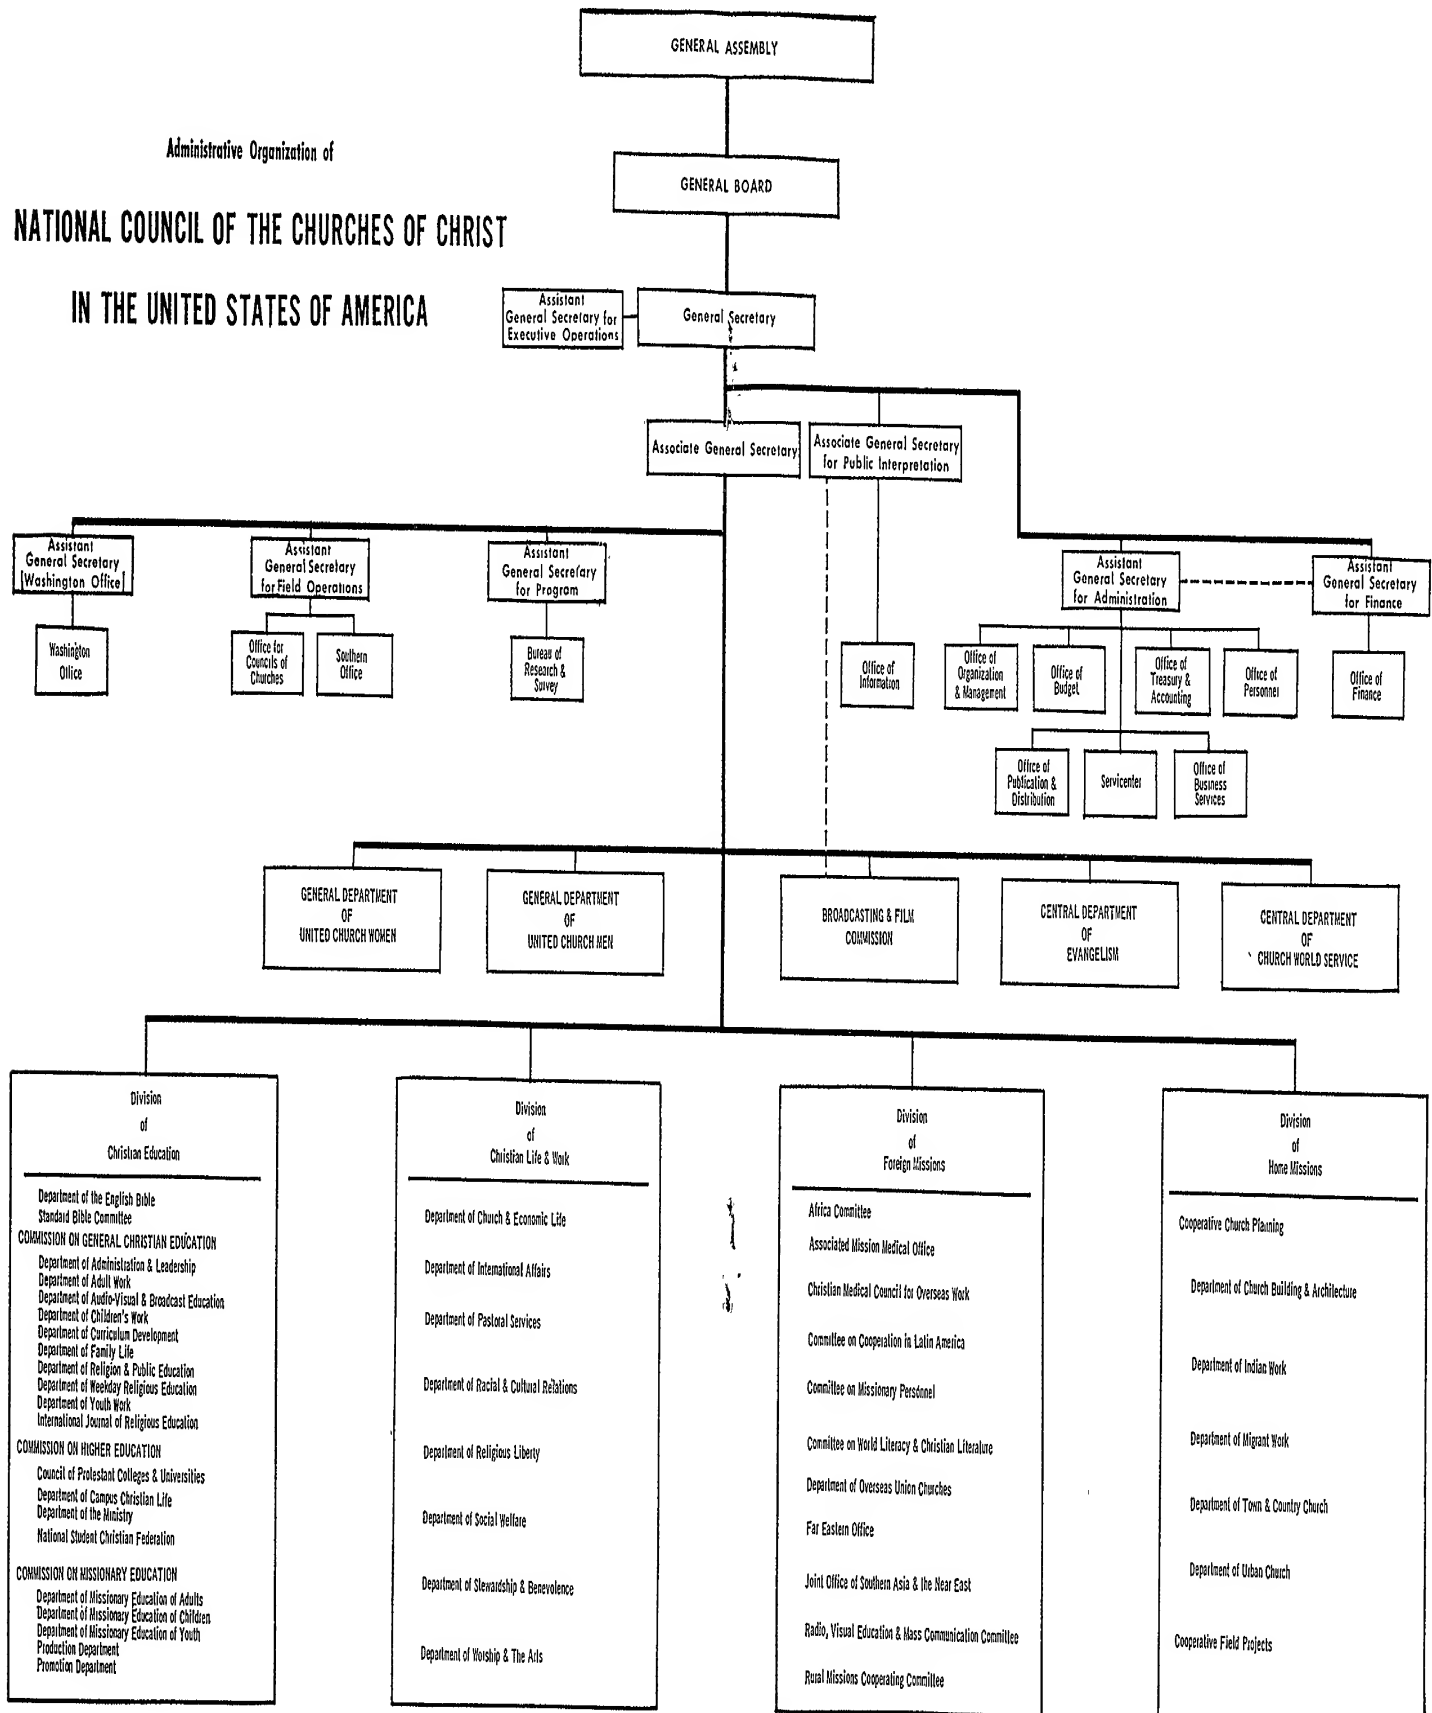 GENERAL ASSEMBLY
Administrative Organization of
NATIONAL COUNCIL OF THE CHURCHES OF CHRIST
IN THE UNITED STATES OF AMERICA
GENERAL BOARD
Assistant
General Secretary for
Executive Operations
General Secretary
Associate General Secretary
Associate General Secretary
for Public Interpretation
Assistant
General Secretary
[Washington Office]
Assistant
General Secretary
for Field Operations
Assistant
General Secretary
for Program
Assistant
General Secretary
for Administration
Assistant
General Secretary
for Finance
Washington
Office
Office for
Councils of
Churches
Southern
Office
Bureau of
Research &
Survey
Office of
Information
Office of
Organization
& Management
Office of
Budget
Office of
Treasury &
Accounting
Office of
Personnel
Office of
Finance
Office of
Publication &
Distribution
Servicenter
Office of
Business
Services
GENERAL DEPARTMENT
OF
UNITED CHURCH WOMEN
GENERAL DEPARTMENT
OF
UNITED CHURCH MEN
BROADCASTING & FILM
COMMISSION
CENTRAL DEPARTMENT
OF
EVANGELISM
CENTRAL DEPARTMENT
OF
CHURCH WORLD SERVICE
Division
of
Christian Education
Department of the English Bible
Standard Bible Committee
COMMISSION ON GENERAL CHRISTIAN EDUCATION
Department of Administration & Leadership
Department of Adult Work
Department of Audio-Visual & Broadcast Education
Department of Children's Work
Department of Curriculum Development
Department of Family Life
Department of Religion & Public Education
Department of Weekday Religious Education
Department of Youth Work
International Journal of Religious Education
COMMISSION ON HIGHER EDUCATION
Council of Protestant Colleges & Universities
Department of Campus Christian Life
Department of the Ministry
National Student Christian Federation
COMMISSION ON MISSIONARY EDUCATION
Department of Missionary Education of Adults
Department of Missionary Education of Children
Department of Missionary Education of Youth
Production Department
Promotion Department
Division
of
Christian Life & Work
Department of Church & Economic Life
Department of International Affairs
Department of Pastoral Services
Department of Racial & Cultural Relations
Department of Religious Liberty
Department of Social Welfare
Department of Stewardship & Benevolence
Department of Worship & The Arts
Division
of
Foreign Missions
Africa Committee
Associated Mission Medical Office
Christian Medical Council for Overseas Work
Committee on Cooperation in Latin America
Committee on Missionary Personnel
Committee on World Literacy & Christian Literature
Department of Overseas Union Churches
Far Eastern Office
Joint Office of Southern Asia & the Near East
Radio, Visual Education & Mass Communication Committee
Rural Missions Cooperating Committee
Division
of
Home Missions
Cooperative Church Planning
Department of Church Building & Architecture
Department of Indian Work
Department of Migrant Work
Department of Town & Country Church
Department of Urban Church
Cooperative Field Projects